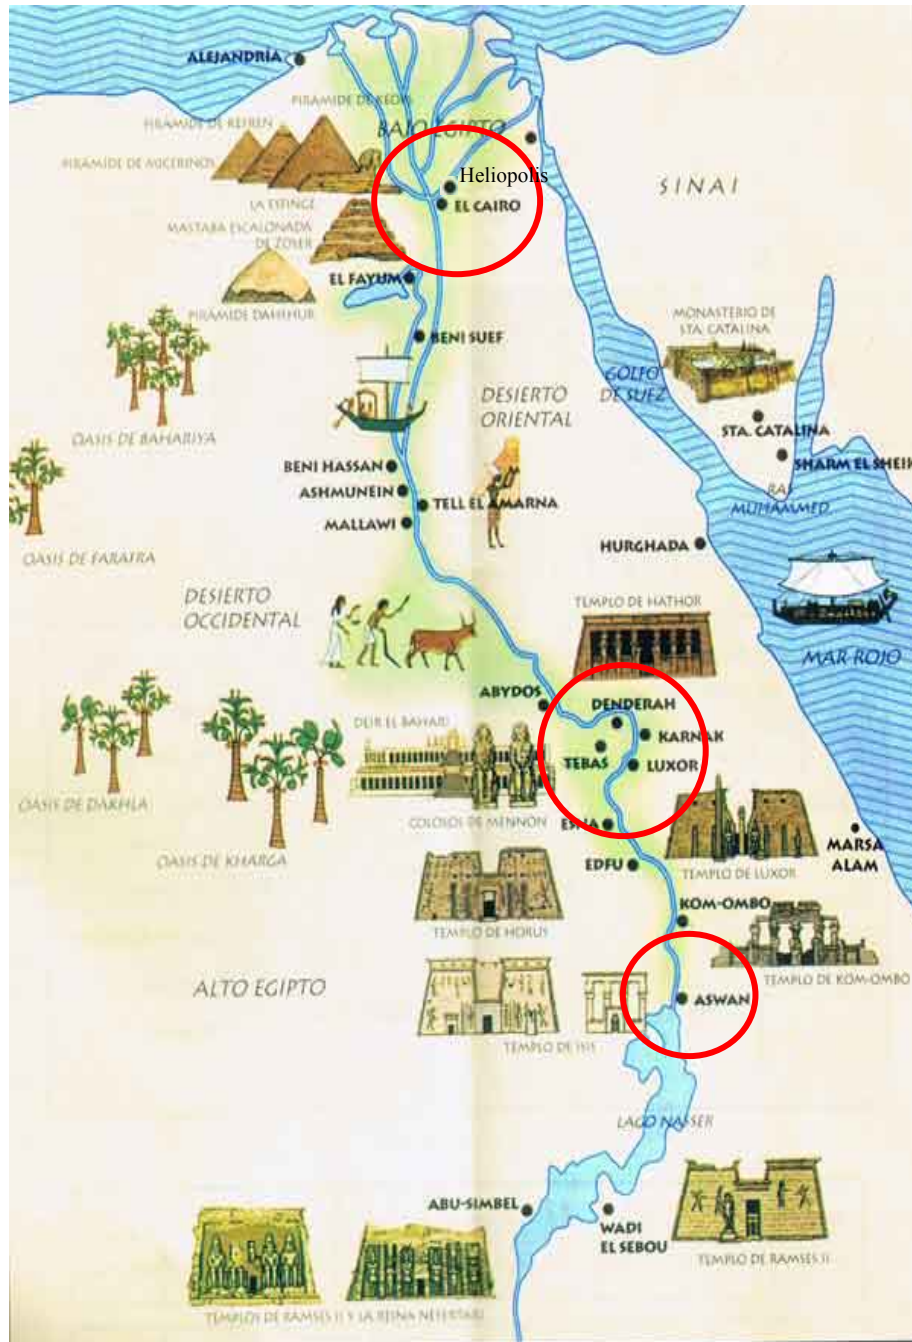 ALEJANDRÍA
PIRÁMIDE DE KEOPS
PIRÁMIDE DE KEFREN
BAJO EGIPTO
PIRÁMIDE DE MICERINOS
Heliopolis
SINAI
LA ESFINGE
EL CAIRO
MASTABA ESCALONADA
DE ZOSER
EL FAYUM
PIRÁMIDE DAHSHUR
MONASTERIO DE
STA. CATALINA
BENI SUEF
GOLFO
DE SUEZ
DESIERTO
ORIENTAL
OASIS DE BAHARIYA
STA. CATALINA
BENI HASSAN
SHARM EL SHEIK
ASHMUNEIN
RAS
MUHAMMED
TELL EL AMARNA
MALLAWI
HURGHADA
OASIS DE FARAFRA
DESIERTO
OCCIDENTAL
TEMPLO DE HATHOR
MAR ROJO
ABYDOS
DENDERAH
DEIR EL BAHARI
KARNAK
TEBAS
LUXOR
OASIS DE DAKHLA
COLOSOS DE MENNON
ESNA
OASIS DE KHARGA
MARSA
ALAM
EDFU
TEMPLO DE LUXOR
KOM-OMBO
TEMPLO DE HORUS
TEMPLO DE KOM-OMBO
ALTO EGIPTO
ASWAN
TEMPLO DE ISIS
LAGO NASSER
ABU-SIMBEL
WADI
EL SEBOU
TEMPLO DE RAMSES II
TEMPLOS DE RAMSES II Y LA REINA NEFERTARI